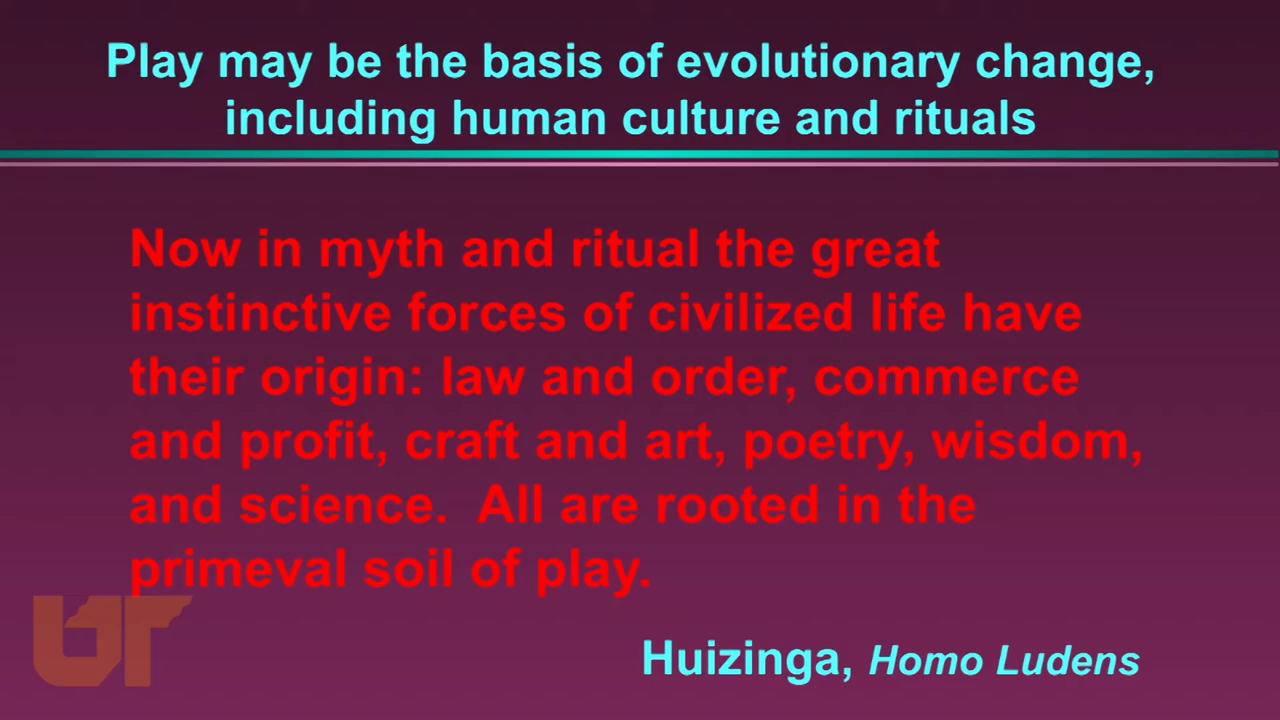 Play may be the basis of evolutionary change,
including human culture and rituals
Now in myth and ritual the great
instinctive forces of civilized life have
their origin: law and order, commerce
and profit, craft and art, poetry, wisdom,
and science.  All are rooted in the
primeval soil of play.
UT
Huizinga, Homo Ludens